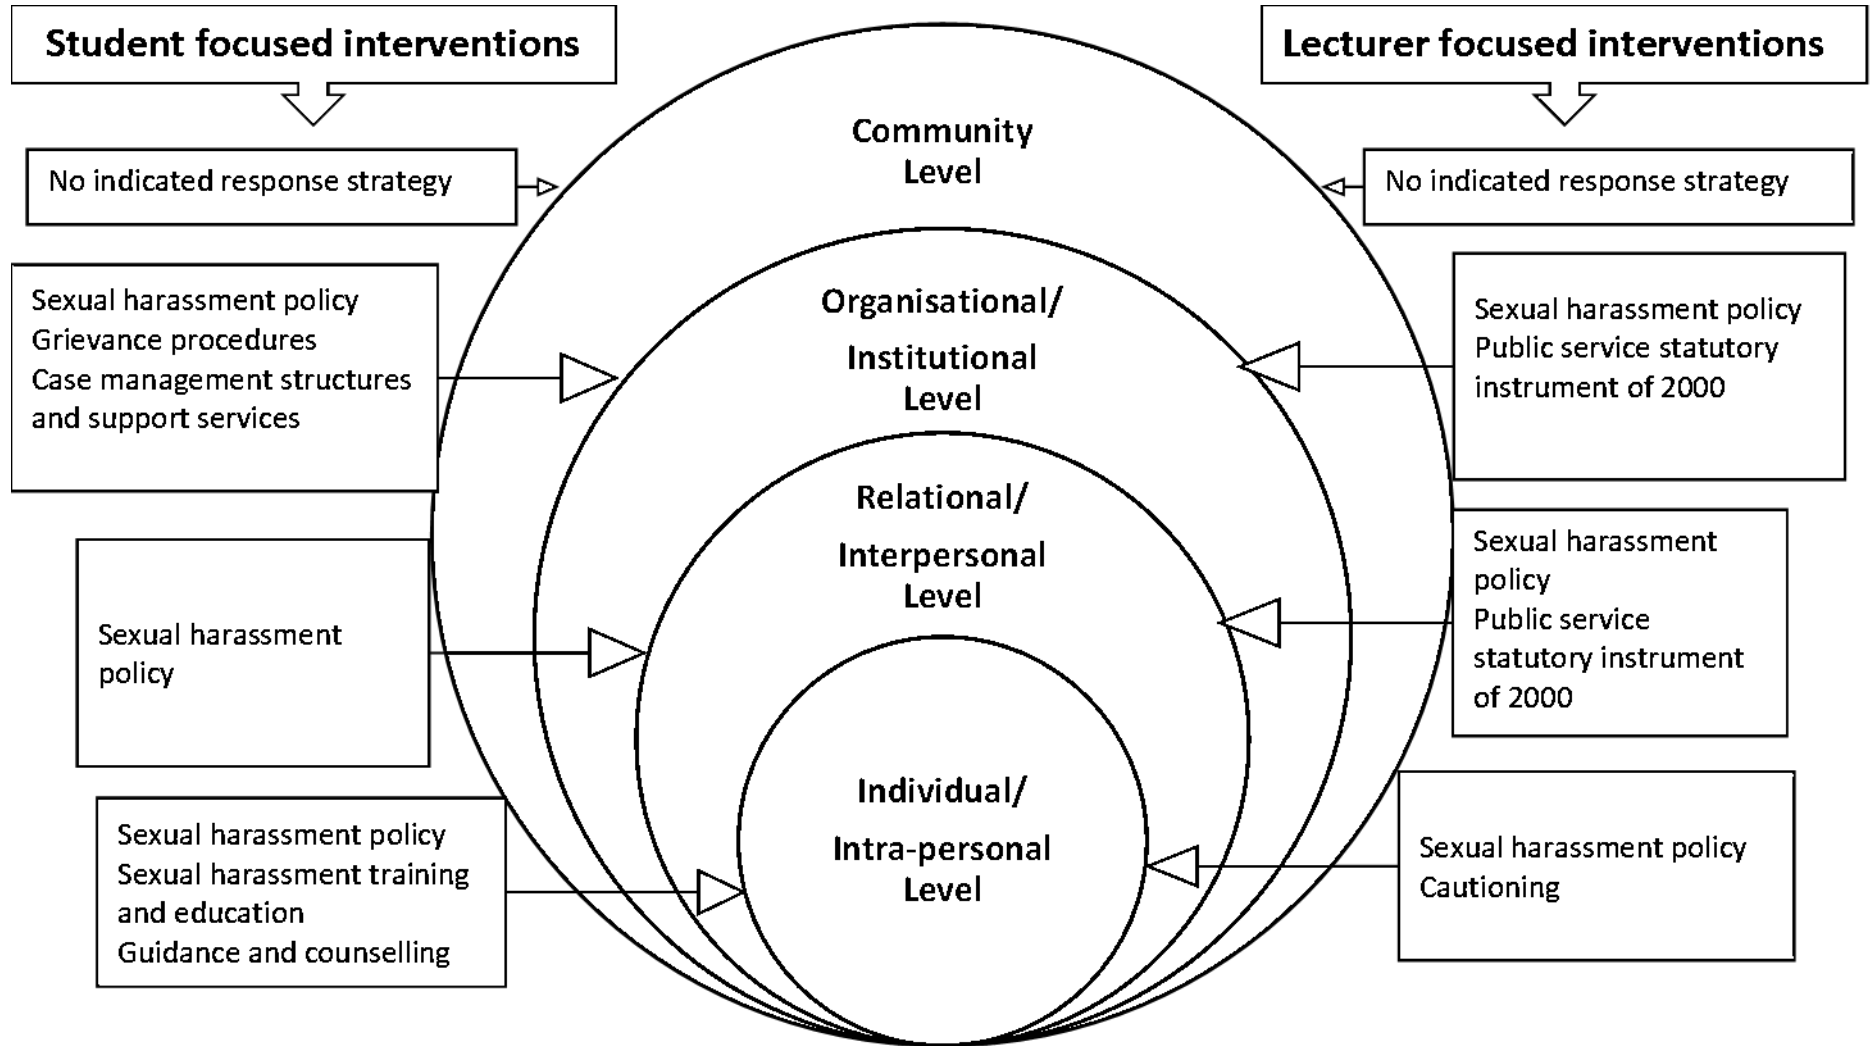 Student focused interventions
No indicated response strategy
Sexual harassment policy
Grievance procedures
Case management structures
and support services
Sexual harassment
policy
Sexual harassment policy
Sexual harassment training
and education
Guidance and counselling
Community
Level
Organisational/
Institutional
Level
Relational/
Interpersonal
Level
Individual/
Intra-personal
Level
Lecturer focused interventions
No indicated response strategy
Sexual harassment policy
Public service statutory
instrument of 2000
Sexual harassment
policy
Public service
statutory instrument
of 2000
Sexual harassment policy
Cautioning